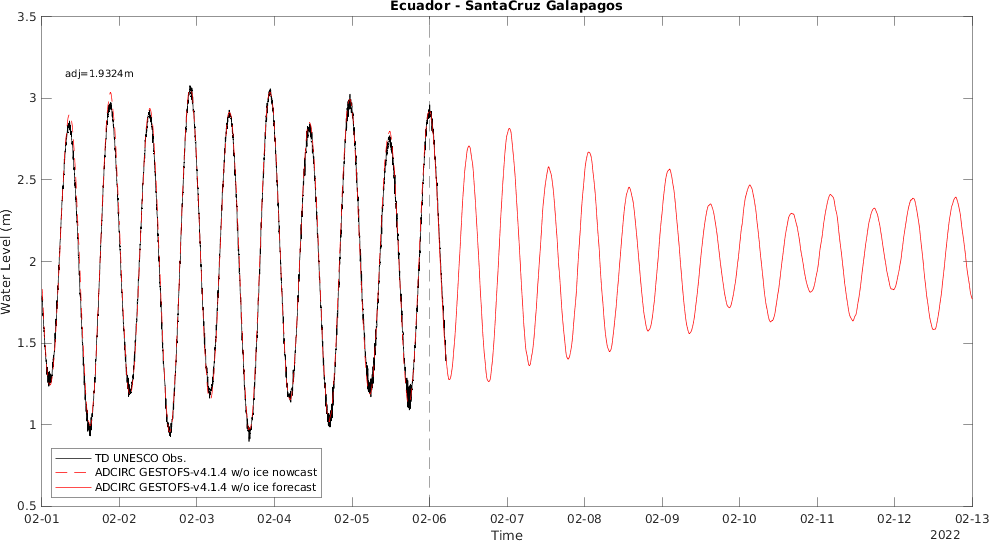 Ecuador - SantaCruz Galapagos
3.5
adj=1.9324m
3
2.5
Water Level (m)
2
1.5
1
TD UNESCO Obs.
ADCIRC GESTOFS-v4.1.4 w/o ice nowcast
ADCIRC GESTOFS-v4.1.4 w/o ice forecast
0.5
02-01 02-02 02-03 02-04 02-05 02-06 02-07 02-08 02-09 02-10 02-11 02-12 02-13
Time
2022